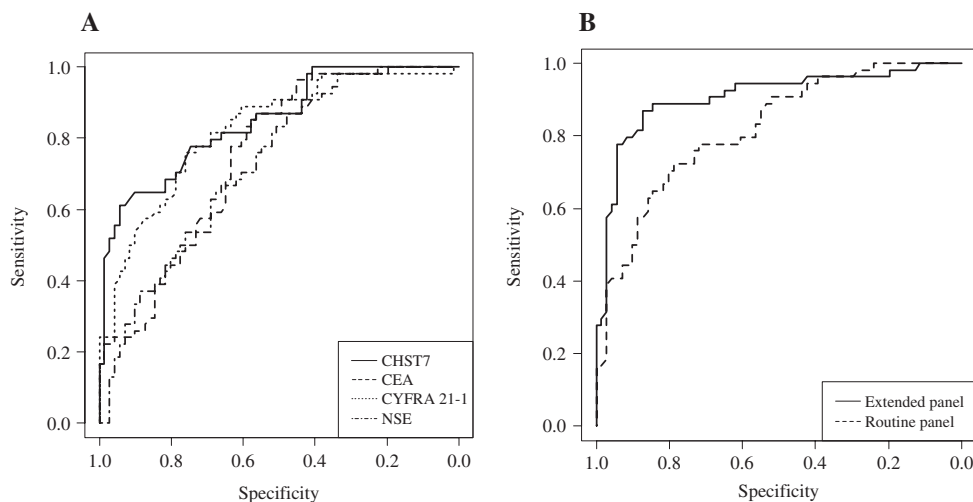 A
1.0
0.8
0.6
0.4
0.2
0.0
Sensitivity
1.0 0.8 0.6 0.4 0.2 0.0
Specificity
CHST7
CEA
CYFRA 21-1
NSE
B
1.0
0.8
0.6
0.4
0.2
0.0
Sensitivity
1.0 0.8 0.6 0.4 0.2 0.0
Specificity
Extended panel
Routine panel